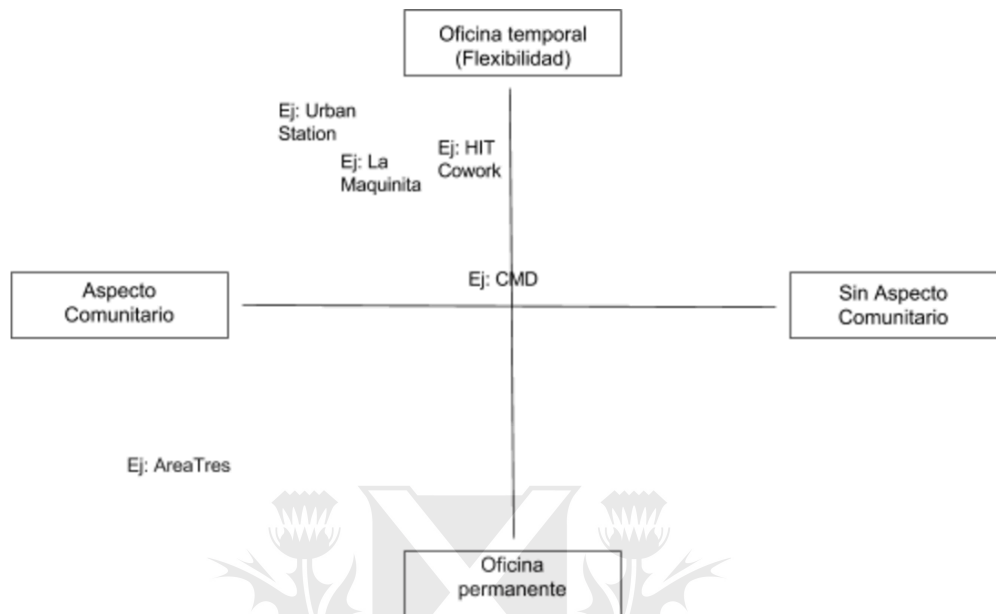 Oficina temporal
(Flexibilidad)
Ej: Urban
Station
Ej: La
Maquinita
Ej: HIT
Cowork
Ej: CMD
Aspecto
Comunitario
Sin Aspecto
Comunitario
Ej: AreaTres
Oficina
permanente